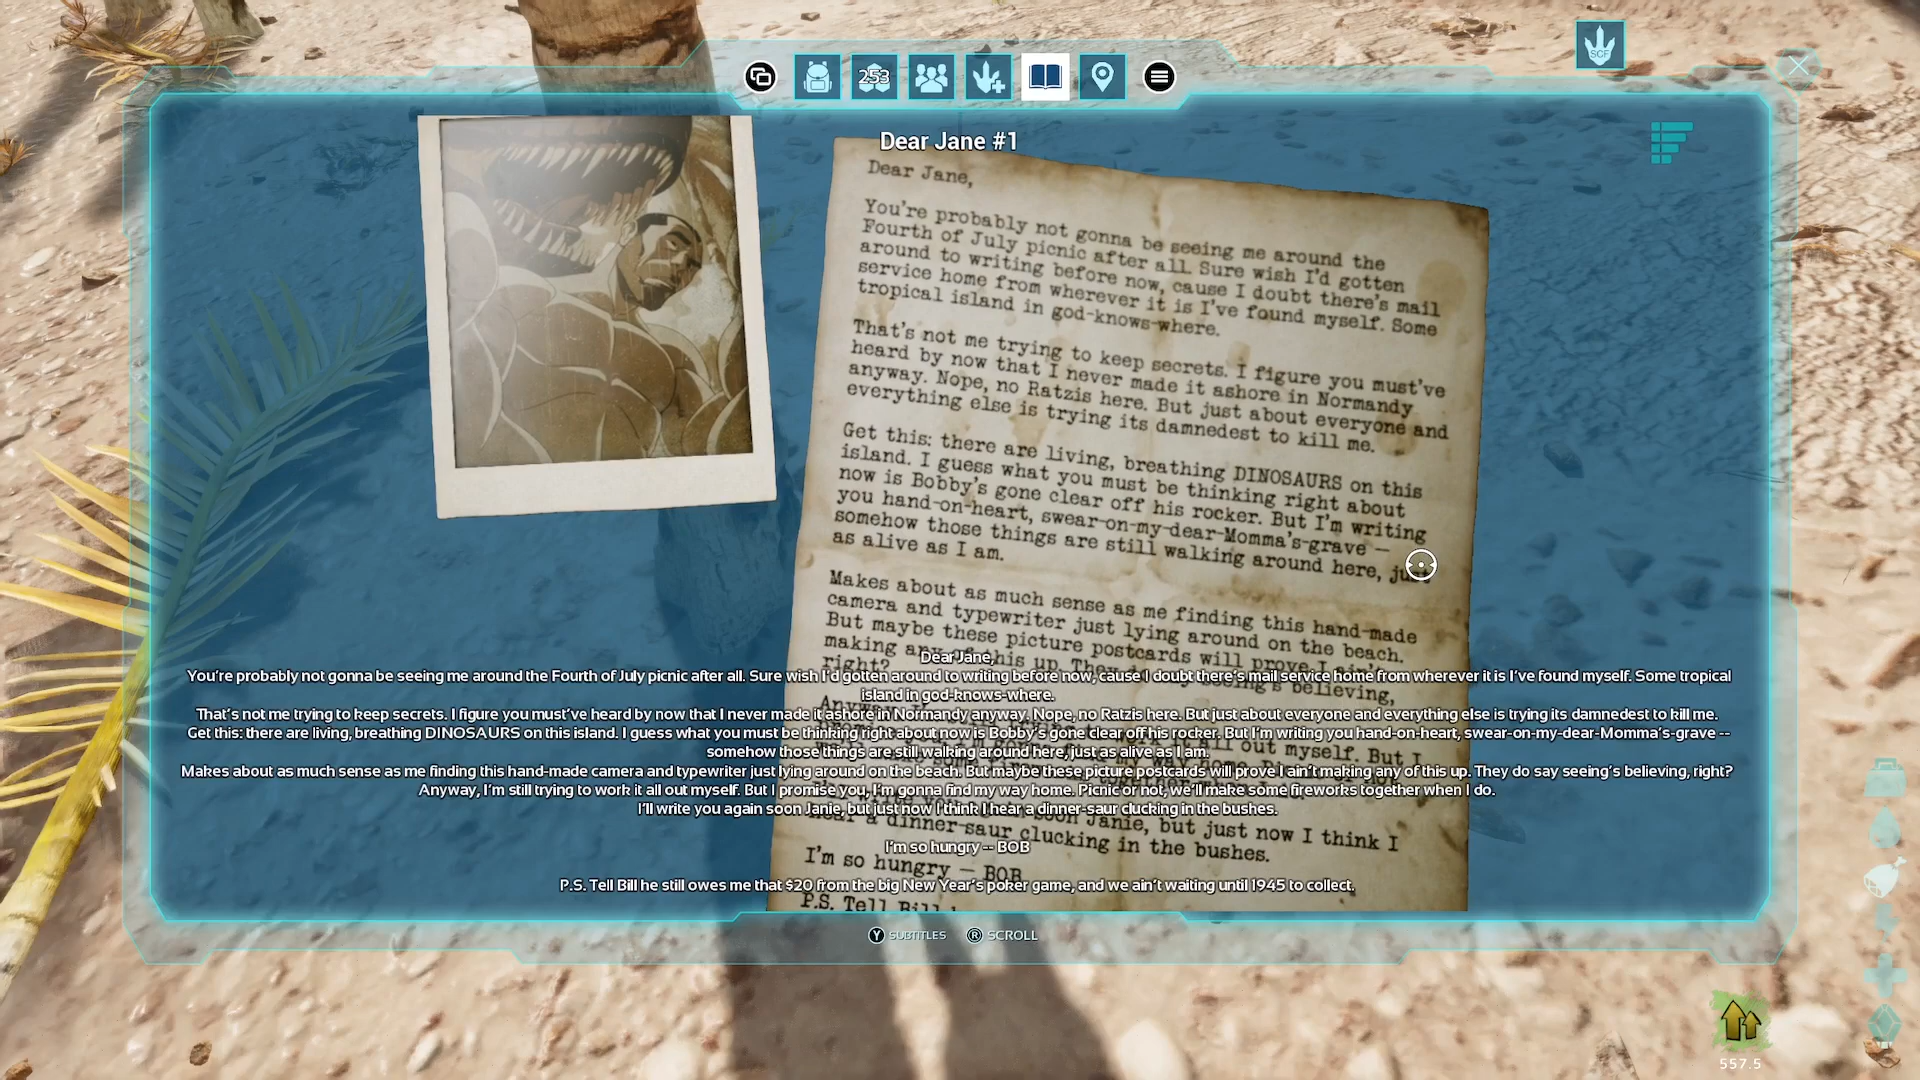 253
SCF
Dear Jane #1
Dear Jane,
You're probably not gonna be seeing me around the
Fourth of July picnic after all. Sure wish I'd gotten
around to writing before now, cause I doubt there's mail
service home from wherever it is I've found myself. Some
tropical island in god-knows-where.
That's not me trying to keep secrets. I figure you must've
heard by now that I never made it ashore in Normandy
anyway. Nope, no Ratzis here. But just about everyone and
everything else is trying its damnedest to kill me.
Get this: there are living, breathing DINOSAURS on this
island. I guess what you must be thinking right about
now is Bobby's gone clear off his rocker. But I'm writing
you hand-on-heart, swear-on-my-dear-Momma's-grave —
somehow those things are still walking around here, just
as alive as I am.
Makes about as much sense as me finding this hand-made
camera and typewriter just lying around on the beach.
But maybe these picture postcards will prove I ain't
making any of this up. They do say seeing's believing,
right?
soon Janie, but just now I think I
hear a dinner-saur clucking in the bushes.
I'm so hungry — BOB
P.S. Tell Bill
Dear Jane,
You're probably not gonna be seeing me around the Fourth of July picnic after all. Sure wish I'd gotten around to writing before now, cause I doubt there's mail service home from wherever it is I've found myself. Some tropical
island in god-knows-where.
That's not me trying to keep secrets. I figure you must've heard by now that I never made it ashore in Normandy anyway. Nope, no Ratzis here. But just about everyone and everything else is trying its damnedest to kill me.
Get this: there are living, breathing DINOSAURS on this island. I guess what you must be thinking right about now is Bobby's gone clear off his rocker. But I'm writing you hand-on-heart, swear-on-my-dear-Momma's-grave --
somehow those things are still walking around here, just as alive as I am.
Makes about as much sense as me finding this hand-made camera and typewriter just lying around on the beach. But maybe these picture postcards will prove I ain't making any of this up. They do say seeing's believing, right?
Anyway, I'm still trying to work it all out myself. But I promise you, I'm gonna find my way home. Picnic or not, we'll make some fireworks together when I do.
I'll write you again soon Janie, but just now I think I hear a dinner-saur clucking in the bushes.
I'm so hungry -- BOB
P.S. Tell Bill he still owes me that $20 from the big New Year's poker game, and we ain't waiting until 1945 to collect.
Y SUBTITLES R SCROLL
557.5